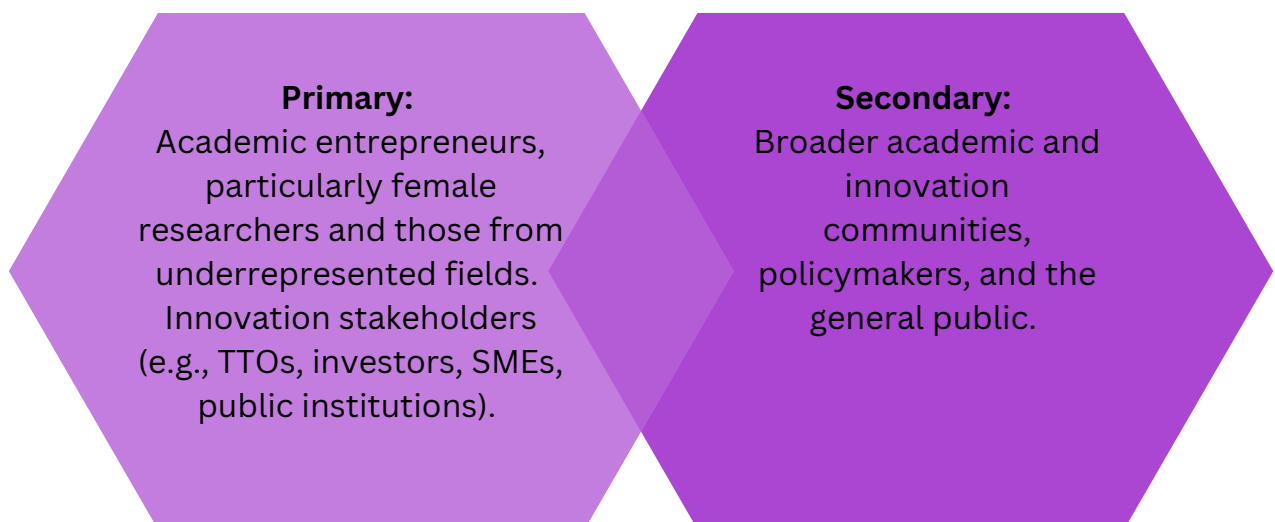 Primary:
Academic entrepreneurs,
particularly female
researchers and those from
underrepresented fields.
Innovation stakeholders
(e.g., TTOs, investors, SMEs,
public institutions).
Secondary:
Broader academic and
innovation
communities,
policymakers, and the
general public.